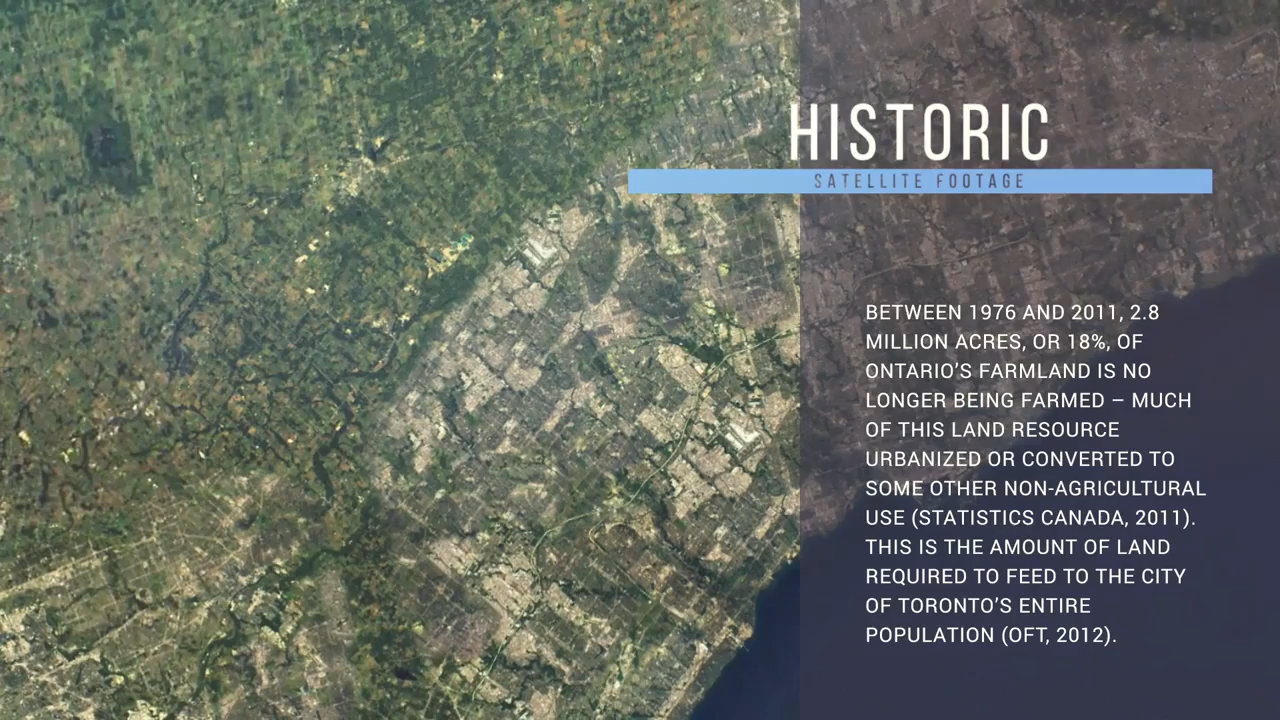 HISTORIC
SATELLITE FOOTAGE
BETWEEN 1976 AND 2011, 2.8
MILLION ACRES, OR 18%, OF
ONTARIO'S FARMLAND IS NO
LONGER BEING FARMED – MUCH
OF THIS LAND RESOURCE
URBANIZED OR CONVERTED TO
SOME OTHER NON-AGRICULTURAL
USE (STATISTICS CANADA, 2011).
THIS IS THE AMOUNT OF LAND
REQUIRED TO FEED TO THE CITY
OF TORONTO'S ENTIRE
POPULATION (OFT, 2012).